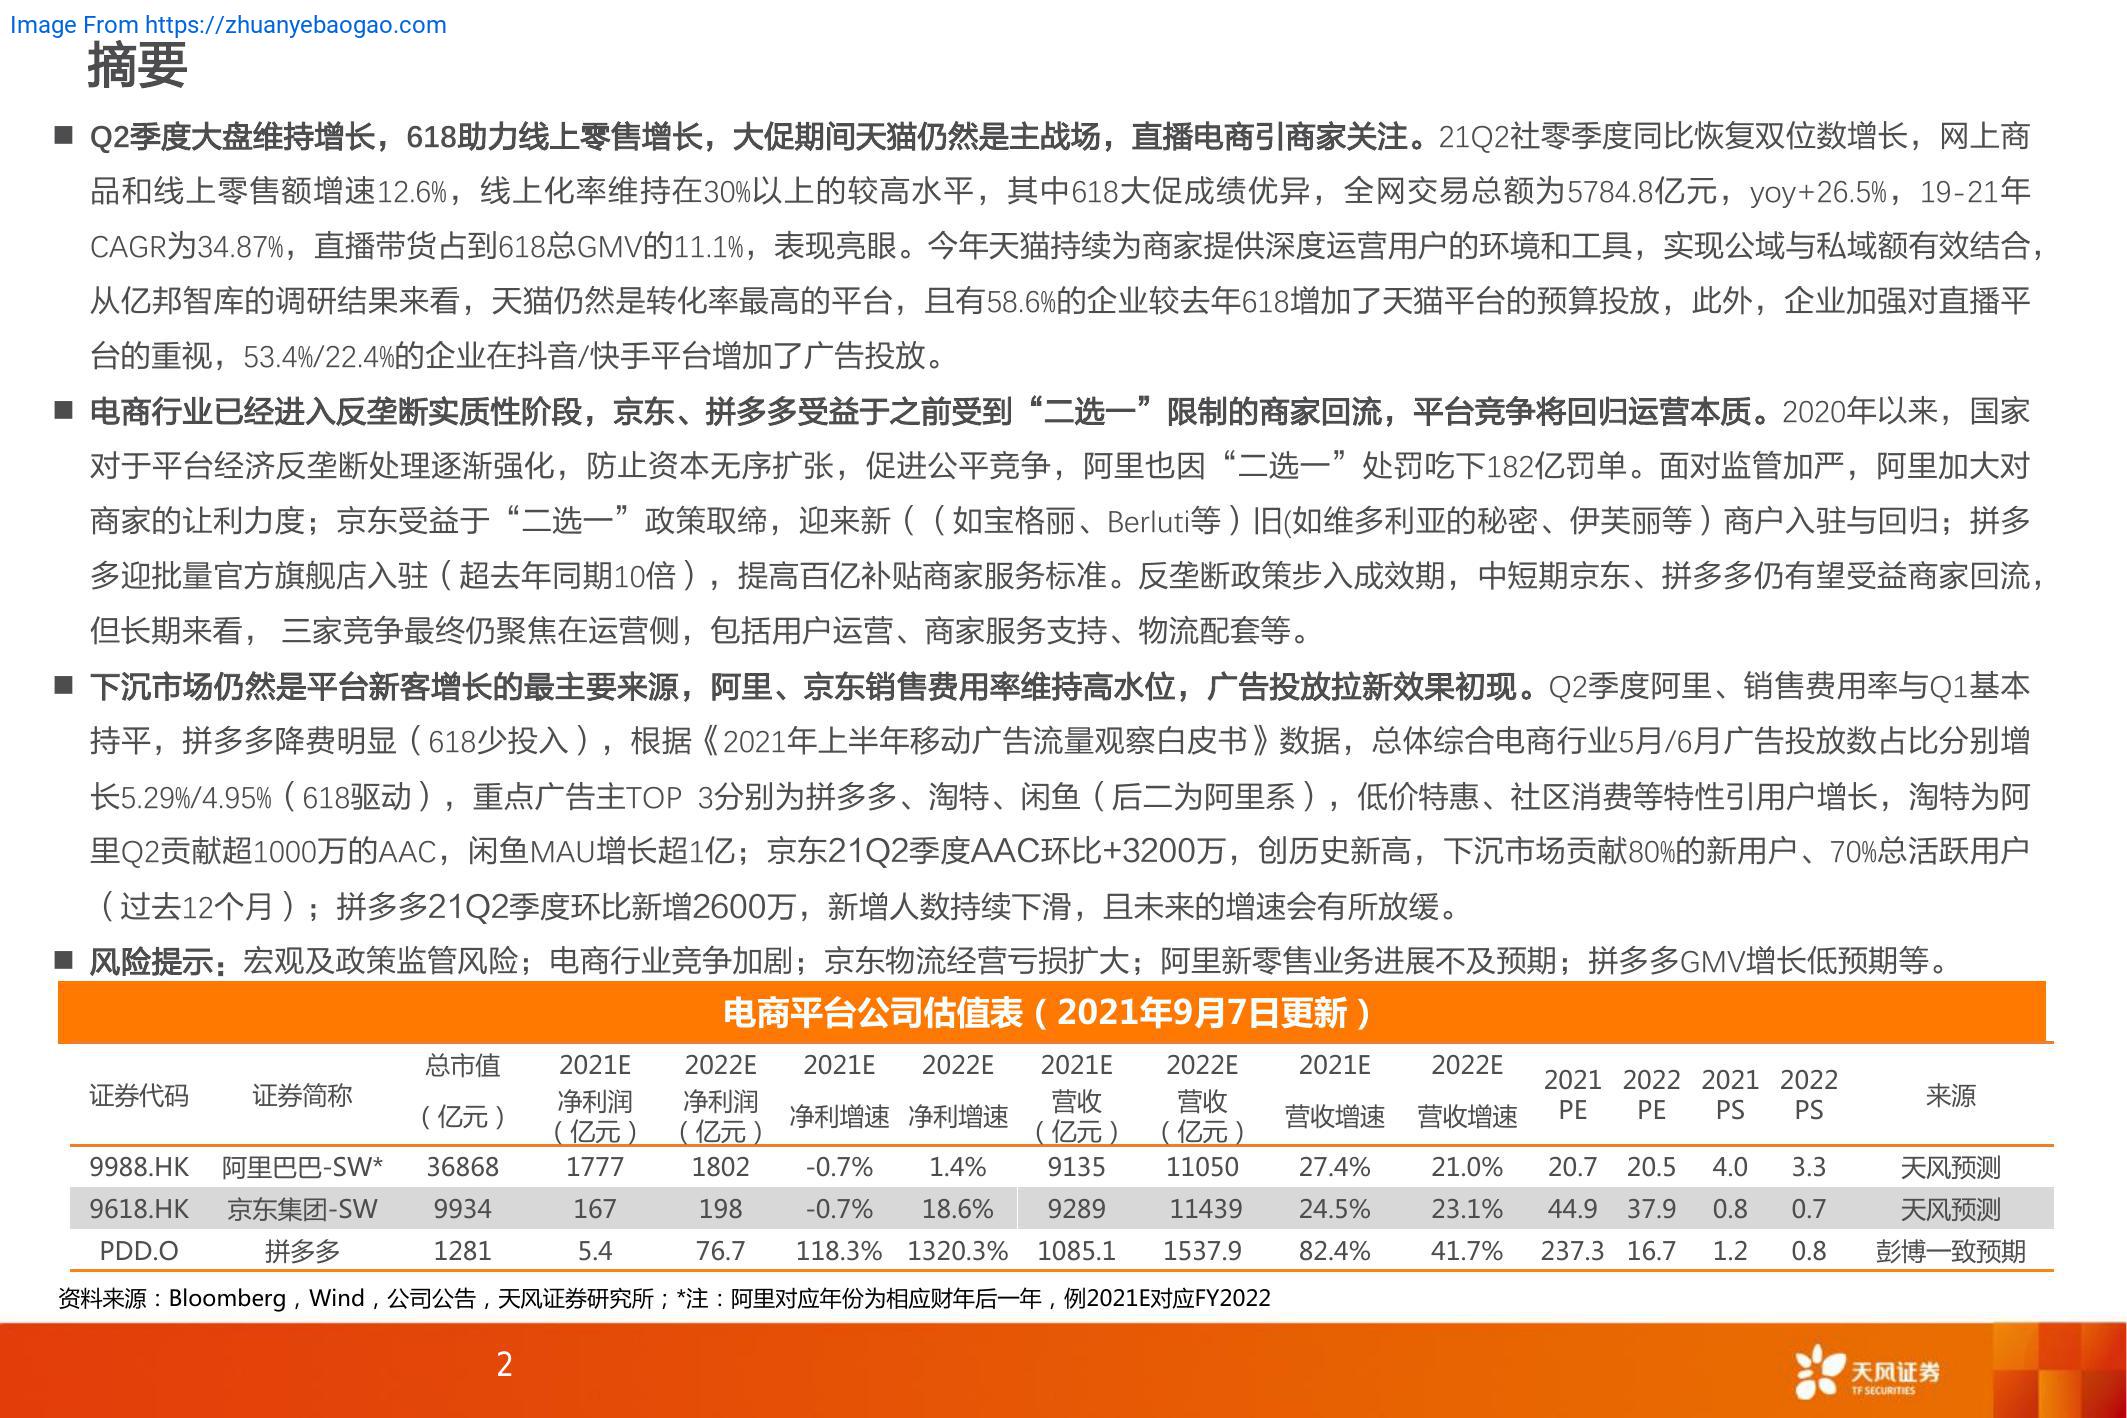 Image From https://zhuanyebaogao.com
摘要
■ Q2季度大盘维持增长，618助力线上零售增长，大促期间天猫仍然是主战场，直播电商引商家关注。21Q2社零季度同比恢复双位数增长，网上商
品和线上零售额增速12.6%，线上化率维持在30%以上的较高水平，其中618大促成绩优异，全网交易总额为5784.8亿元，yoy+26.5%，19-21年
CAGR为34.87%，直播带货占到618总GMV的11.1%，表现亮眼。今年天猫持续为商家提供深度运营用户的环境和工具，实现公域与私域额有效结合，
从亿邦智库的调研结果来看，天猫仍然是转化率最高的平台，且有58.6%的企业较去年618增加了天猫平台的预算投放，此外，企业加强对直播平
台的重视，53.4%/22.4%的企业在抖音/快手平台增加了广告投放。
■ 电商行业已经进入反垄断实质性阶段，京东、拼多多受益于之前受到“二选一”限制的商家回流，平台竞争将回归运营本质。2020年以来，国家
对于平台经济反垄断处理逐渐强化，防止资本无序扩张，促进公平竞争，阿里也因“二选一”处罚吃下182亿罚单。面对监管加严，阿里加大对
商家的让利力度；京东受益于“二选一”政策取缔，迎来新（（如宝格丽、Berluti等）旧(如维多利亚的秘密、伊芙丽等）商户入驻与回归；拼多
多迎批量官方旗舰店入驻（超去年同期10倍），提高百亿补贴商家服务标准。反垄断政策步入成效期，中短期京东、拼多多仍有望受益商家回流，
但长期来看， 三家竞争最终仍聚焦在运营侧，包括用户运营、商家服务支持、物流配套等。
■ 下沉市场仍然是平台新客增长的最主要来源，阿里、京东销售费用率维持高水位，广告投放拉新效果初现。Q2季度阿里、销售费用率与Q1基本
持平，拼多多降费明显（618少投入），根据《2021年上半年移动广告流量观察白皮书》数据，总体综合电商行业5月/6月广告投放数占比分别增
长5.29%/4.95%（618驱动），重点广告主TOP 3分别为拼多多、淘特、闲鱼（后二为阿里系），低价特惠、社区消费等特性引用户增长，淘特为阿
里Q2贡献超1000万的AAC，闲鱼MAU增长超1亿；京东21Q2季度AAC环比+3200万，创历史新高，下沉市场贡献80%的新用户、70%总活跃用户
（过去12个月）；拼多多21Q2季度环比新增2600万，新增人数持续下滑，且未来的增速会有所放缓。
■ 风险提示：宏观及政策监管风险；电商行业竞争加剧；京东物流经营亏损扩大；阿里新零售业务进展不及预期；拼多多GMV增长低预期等。
电商平台公司估值表（2021年9月7日更新）
证券代码 证券简称 总市值（亿元） 2021E净利润（亿元） 2022E净利润（亿元） 2021E净利增速 2022E净利增速 2021E营收（亿元） 2022E营收（亿元） 2021E营收增速 2022E营收增速 2021 PE 2022 PE 2021 PS 2022 PS 来源
9988.HK 阿里巴巴-SW* 36868 1777 1802 -0.7% 1.4% 9135 11050 27.4% 21.0% 20.7 20.5 4.0 3.3 天风预测
9618.HK 京东集团-SW 9934 167 198 -0.7% 18.6% 9289 11439 24.5% 23.1% 44.9 37.9 0.8 0.7 天风预测
PDD.O 拼多多 1281 5.4 76.7 118.3% 1320.3% 1085.1 1537.9 82.4% 41.7% 237.3 16.7 1.2 0.8 彭博一致预期
资料来源：Bloomberg，Wind，公司公告，天风证券研究所；*注：阿里对应年份为相应财年后一年，例2021E对应FY2022
2
天风证券
TF SECURITIES